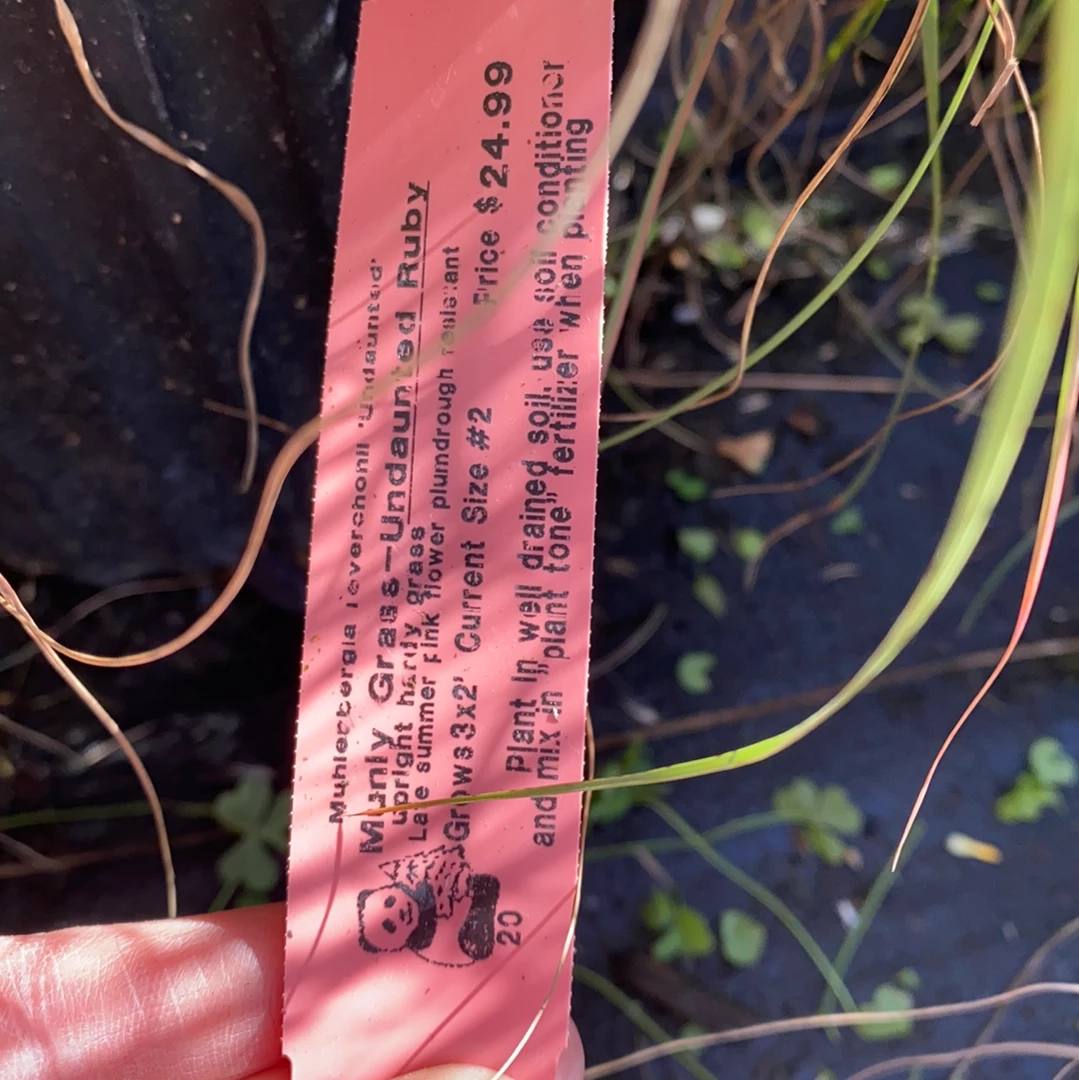 Muhlenbergia reverchonii 'Undaunted'
Muhly Grass-Undaunted Ruby
upright hardy grass
Late summer pink flower plumdrough resistant
Grows 3x2' Current Size #2 Price $24.99
Plant in well drained soil, use soil conditioner
and mix in "plant tone" fertilizer when planting
20